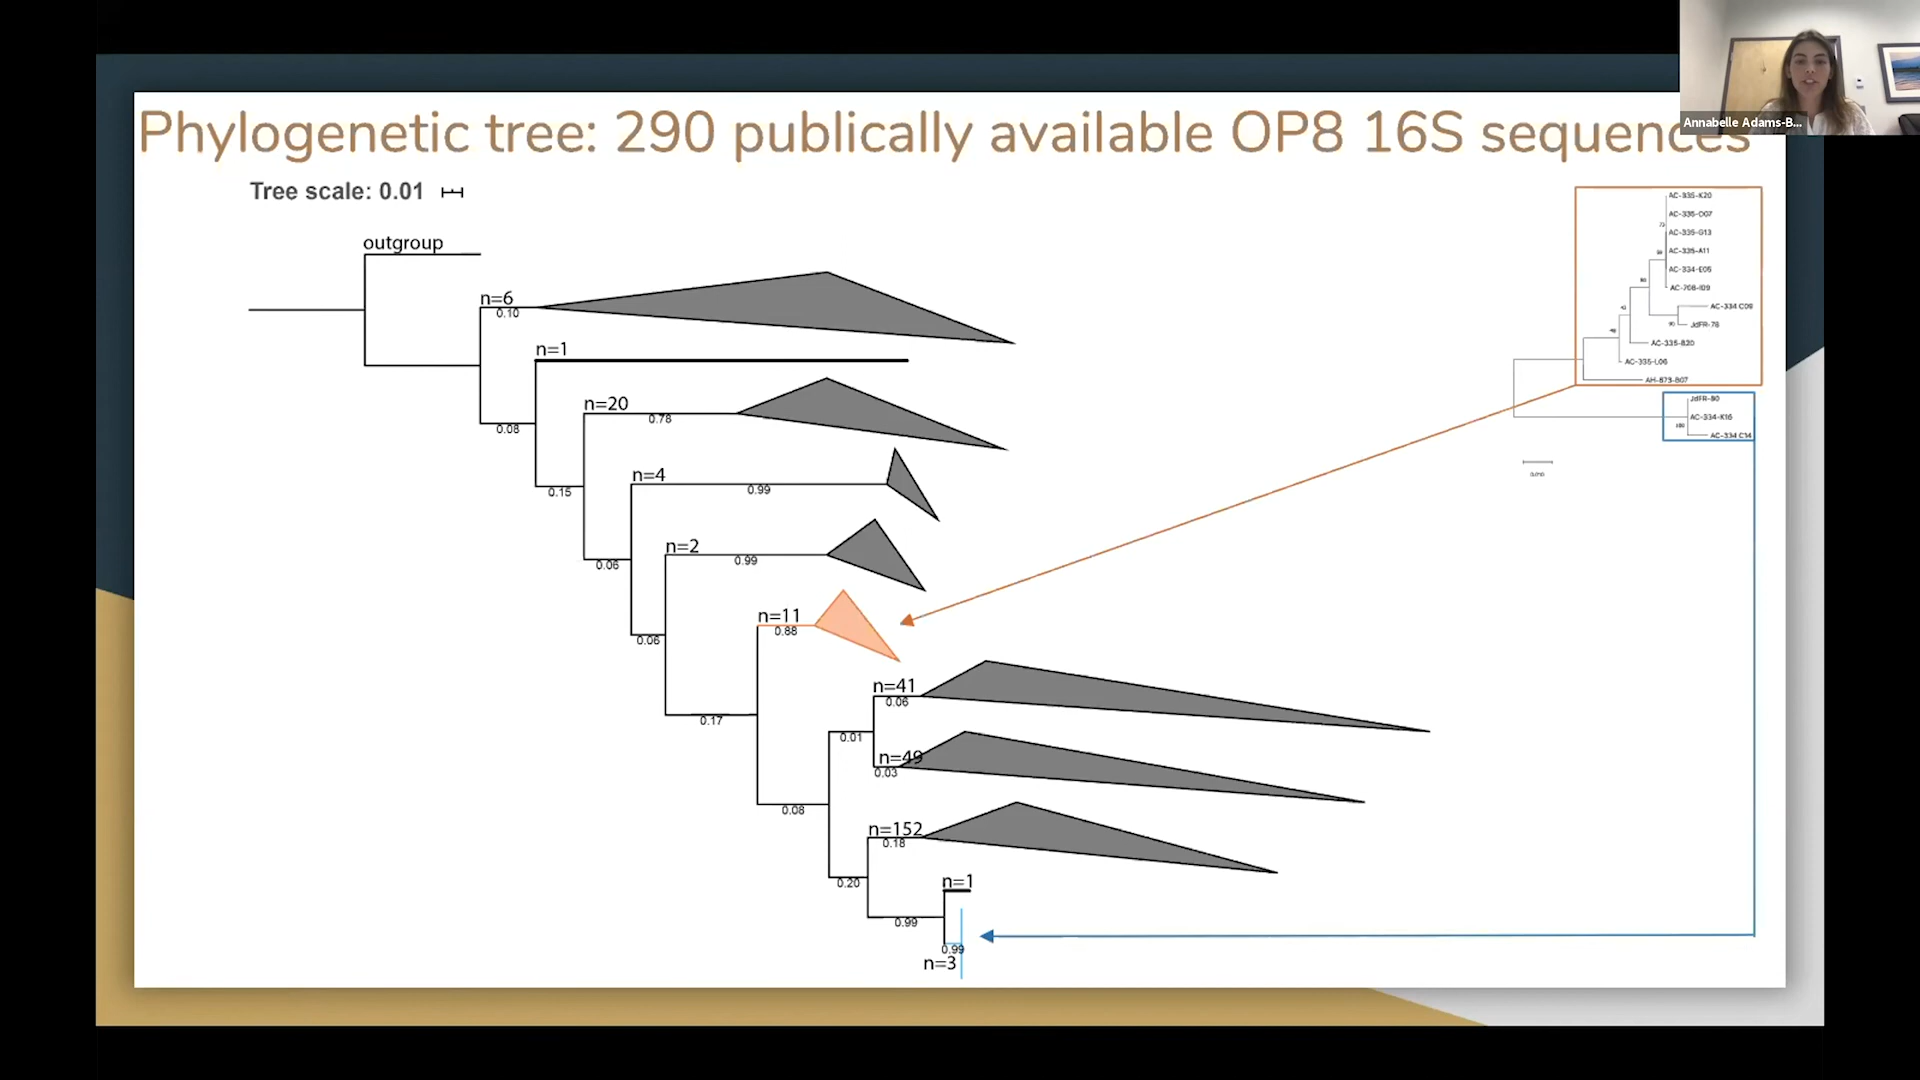 Annabelle Adams-B...
Phylogenetic tree: 290 publically available OP8 16S sequences
Tree scale: 0.01
outgroup
n=6
0.10
n=1
0.08
n=20
0.78
0.15
n=4
0.99
0.06
n=2
0.99
0.06
n=11
0.88
0.17
n=41
0.06
0.01
n=49
0.03
0.08
n=152
0.18
0.20
n=1
0.99
0.99
n=3
AC-335-K20
AC-335-O07
AC-335-G13
AC-335-A11
AC-334-E05
AC-708-I09
AC-334 C09
JdFR-76
AC-335-B20
AC-335-L06
AH-873-B07
JdFR-80
AC-334-K16
100
AC-334 C14
0.010